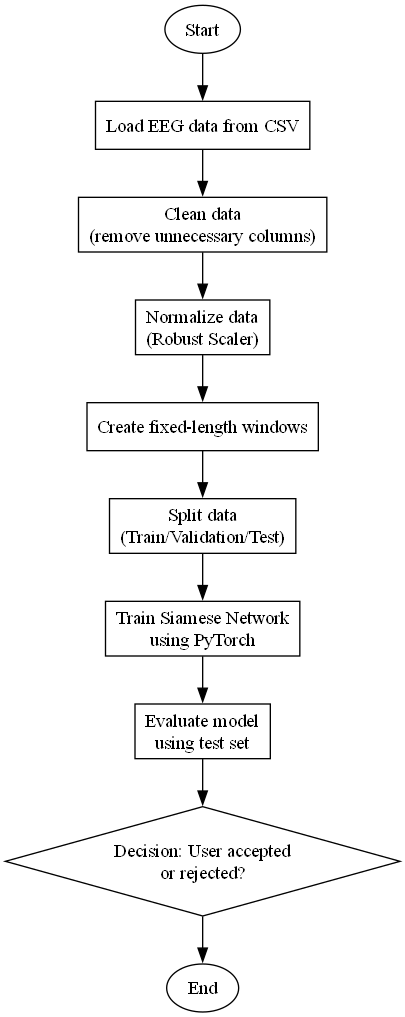 Start
Load EEG data from CSV
Clean data
(remove unnecessary columns)
Normalize data
(Robust Scaler)
Create fixed-length windows
Split data
(Train/Validation/Test)
Train Siamese Network
using PyTorch
Evaluate model
using test set
Decision: User accepted
or rejected?
End